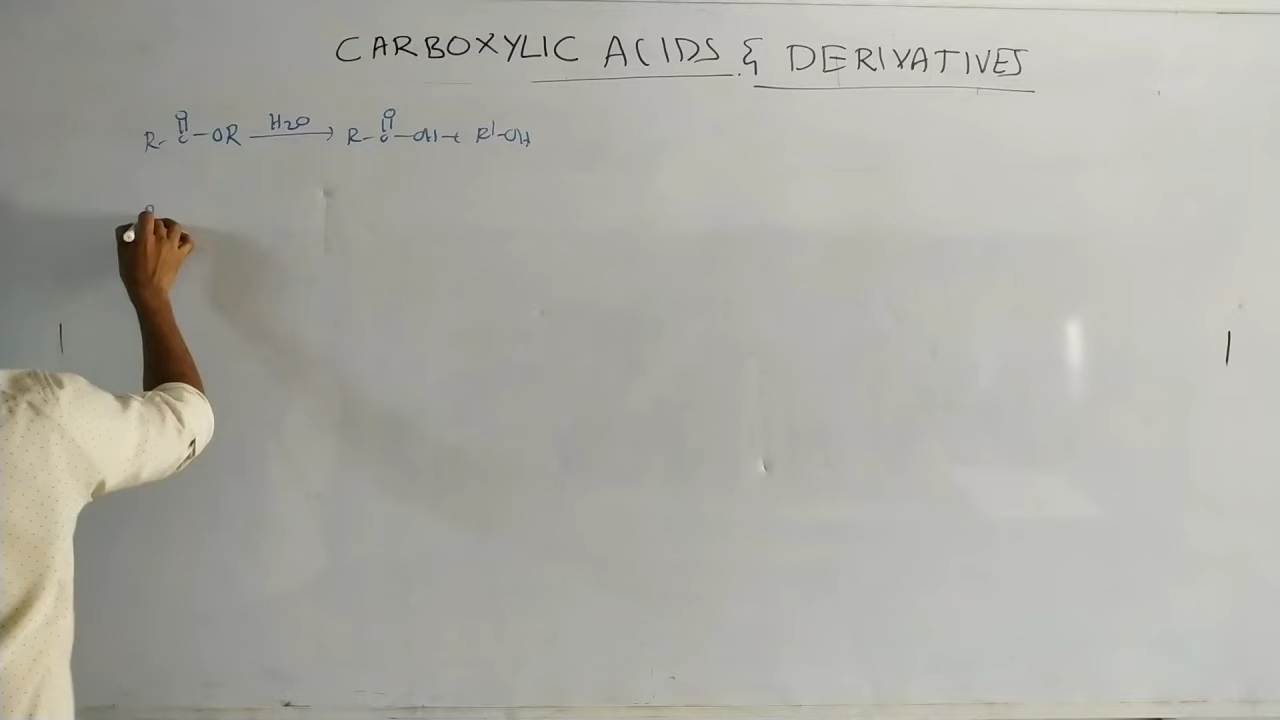 CARBOXYLIC ACIDS & DERIVATIVES
O O
R-C-OR H2O → R-C-OH + R'-OH